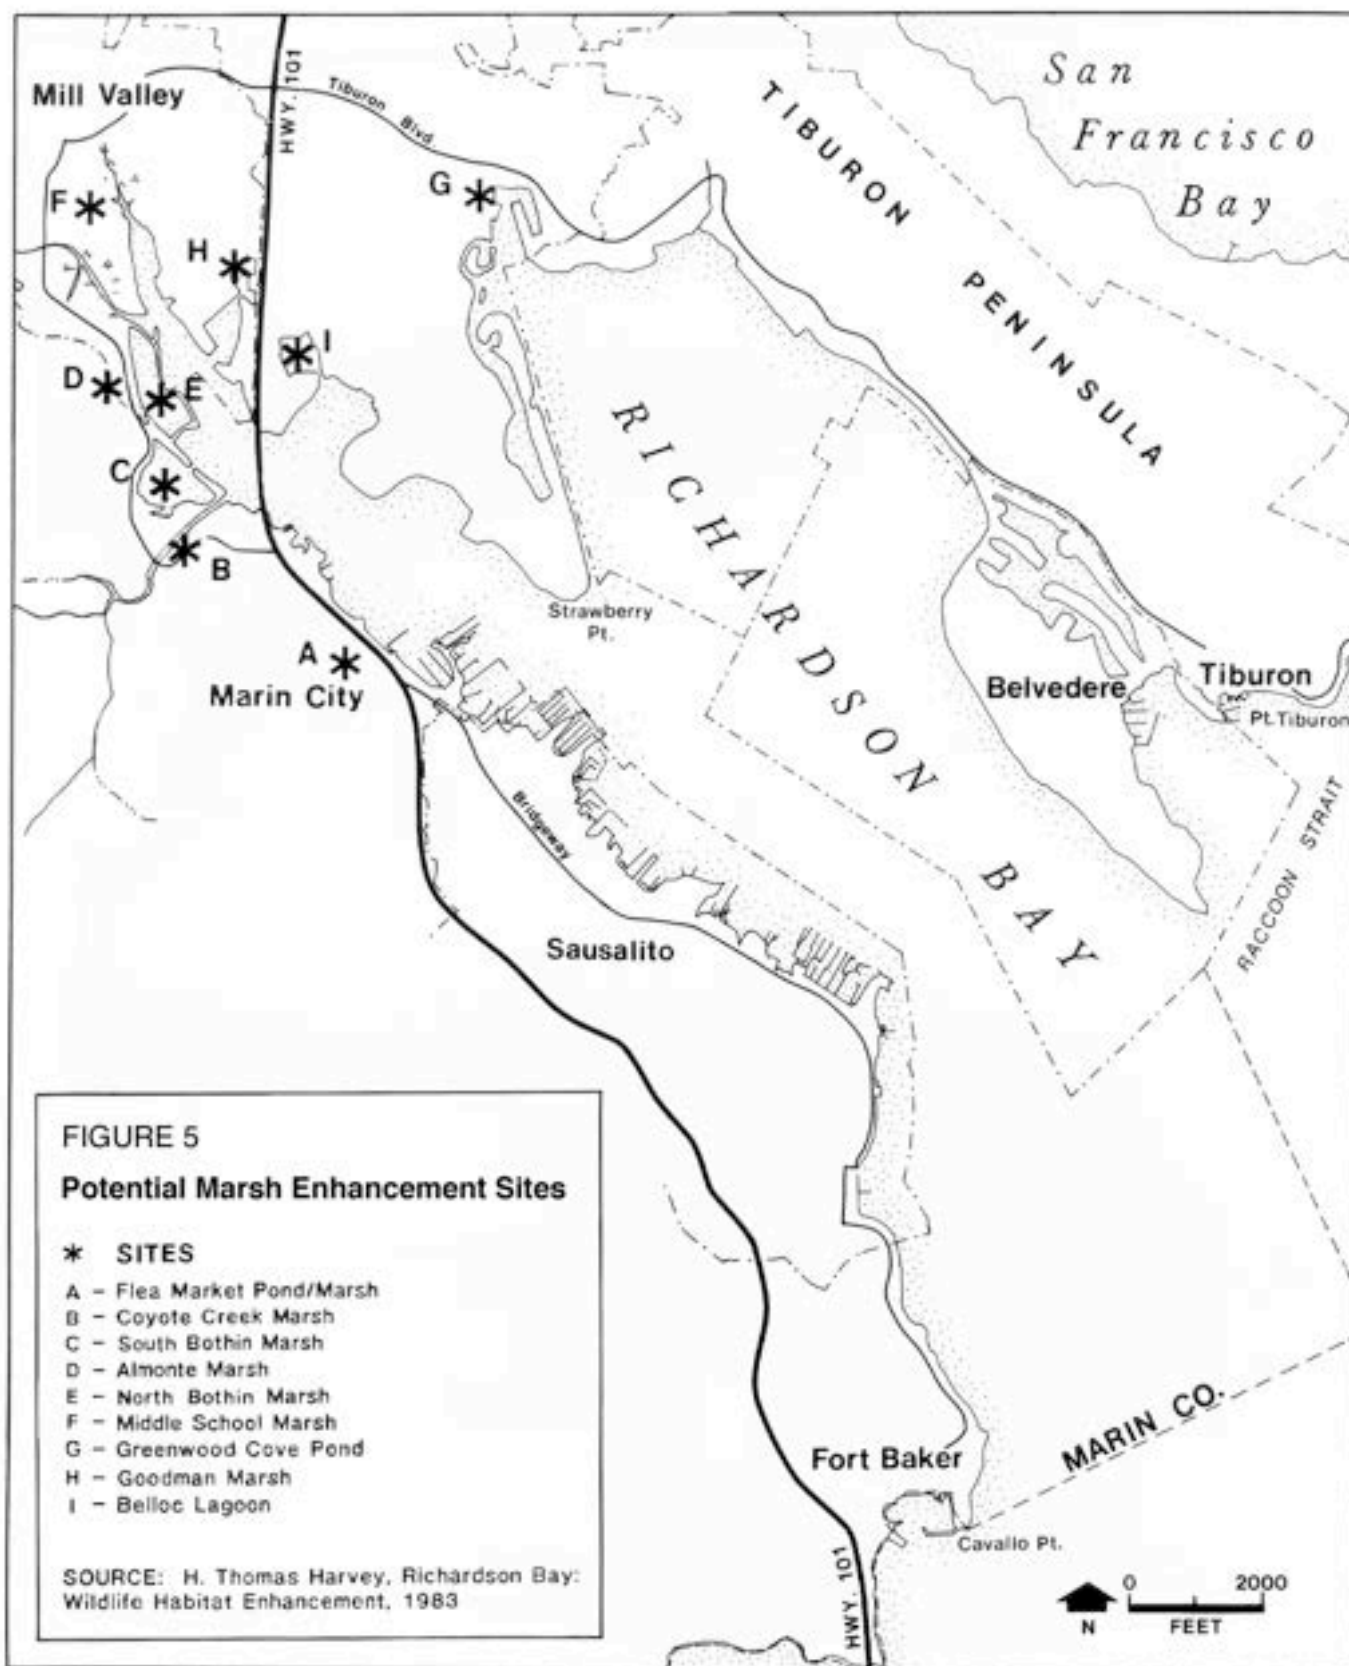 San
Francisco
Bay
Mill Valley
HWY. 101
Tiburon Blvd.
TIBURON PENINSULA
G
F
H
I
D
E
C
B
RICHARDSON BAY
Strawberry
Pt.
A
Marin City
Belvedere
Tiburon
Pt. Tiburon
Bridgeway
RACCOON STRAIT
Sausalito
FIGURE 5
Potential Marsh Enhancement Sites
* SITES
A - Flea Market Pond/Marsh
B - Coyote Creek Marsh
C - South Bothin Marsh
D - Almonte Marsh
E - North Bothin Marsh
F - Middle School Marsh
G - Greenwood Cove Pond
H - Goodman Marsh
I - Belloc Lagoon
SOURCE: H. Thomas Harvey, Richardson Bay:
Wildlife Habitat Enhancement, 1983
MARIN CO.
Fort Baker
Cavallo Pt.
HWY. 101
0 2000
N FEET